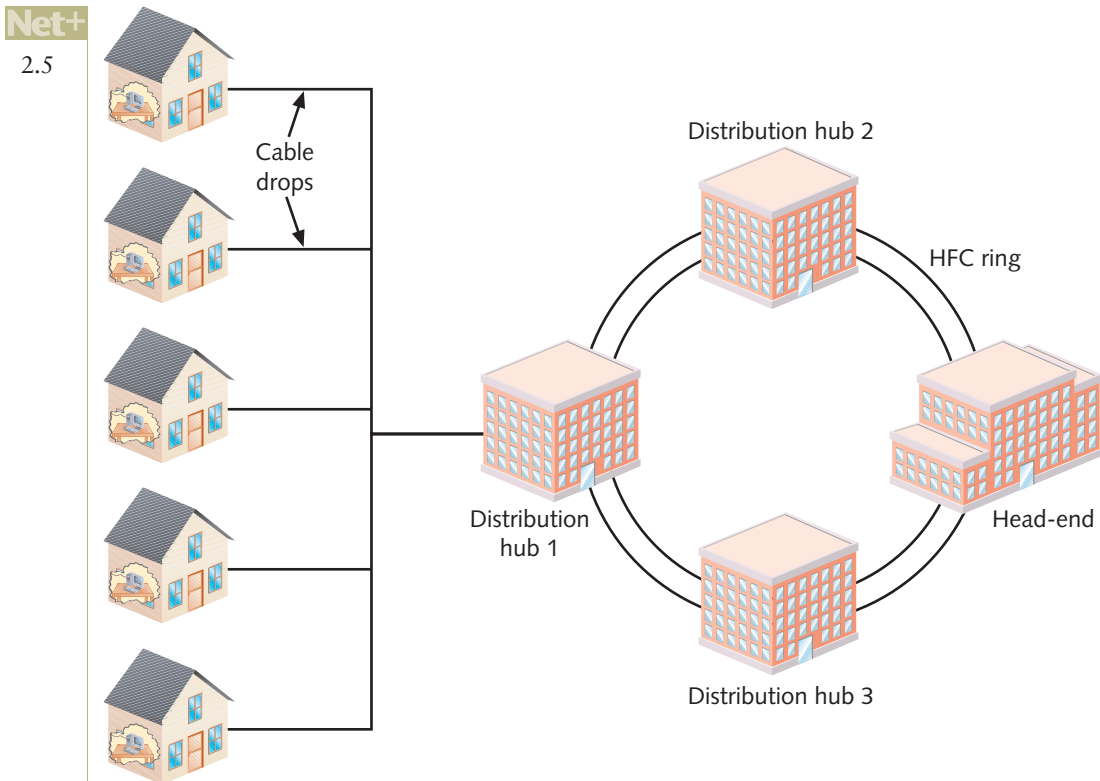 Net+
2.5
Cable
drops
Distribution hub 2
HFC ring
Distribution
hub 1
Head-end
Distribution hub 3